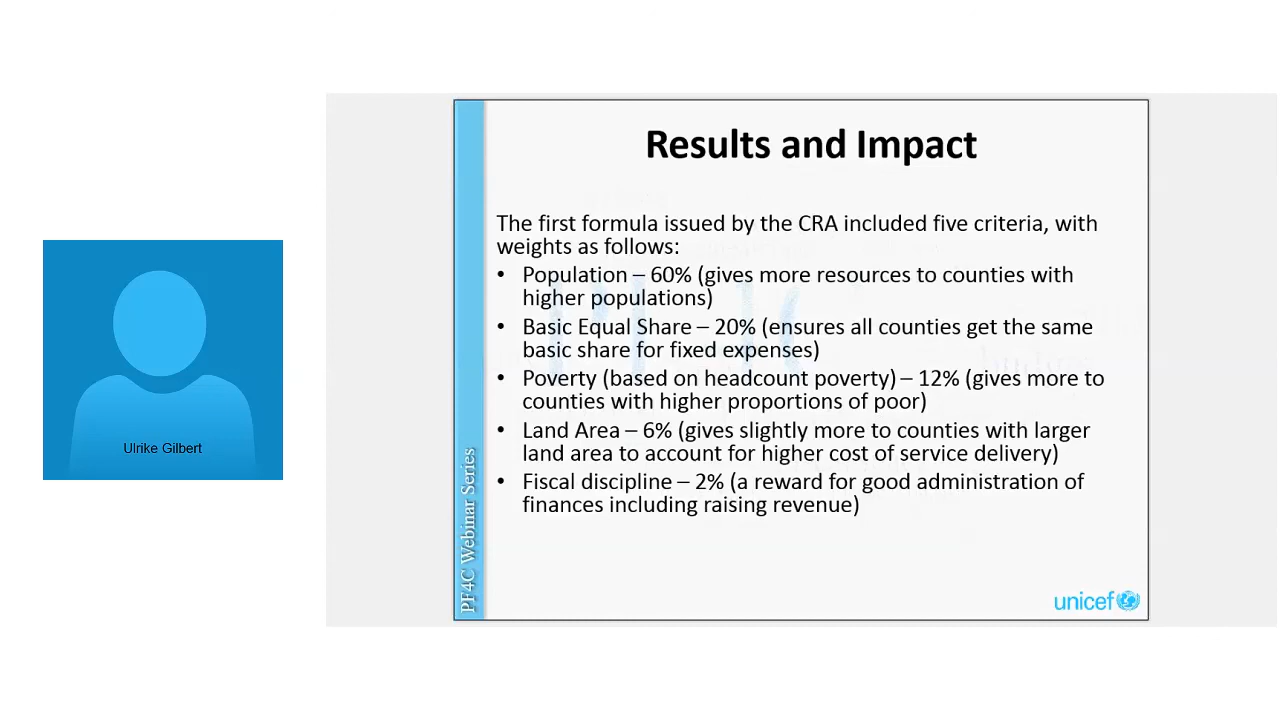 Results and Impact
The first formula issued by the CRA included five criteria, with
weights as follows:
• Population – 60% (gives more resources to counties with
higher populations)
• Basic Equal Share – 20% (ensures all counties get the same
basic share for fixed expenses)
• Poverty (based on headcount poverty) – 12% (gives more to
counties with higher proportions of poor)
• Land Area – 6% (gives slightly more to counties with larger
land area to account for higher cost of service delivery)
• Fiscal discipline – 2% (a reward for good administration of
finances including raising revenue)
PF4C Webinar Series
unicef
Ulrike Gilbert